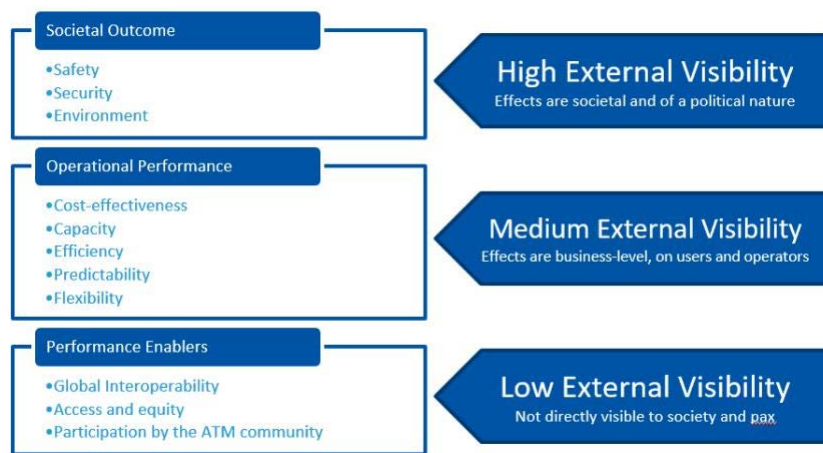 Societal Outcome
•Safety
•Security
•Environment
High External Visibility
Effects are societal and of a political nature
Operational Performance
•Cost-effectiveness
•Capacity
•Efficiency
•Predictability
•Flexibility
Medium External Visibility
Effects are business-level, on users and operators
Performance Enablers
•Global Interoperability
•Access and equity
•Participation by the ATM community
Low External Visibility
Not directly visible to society and pax